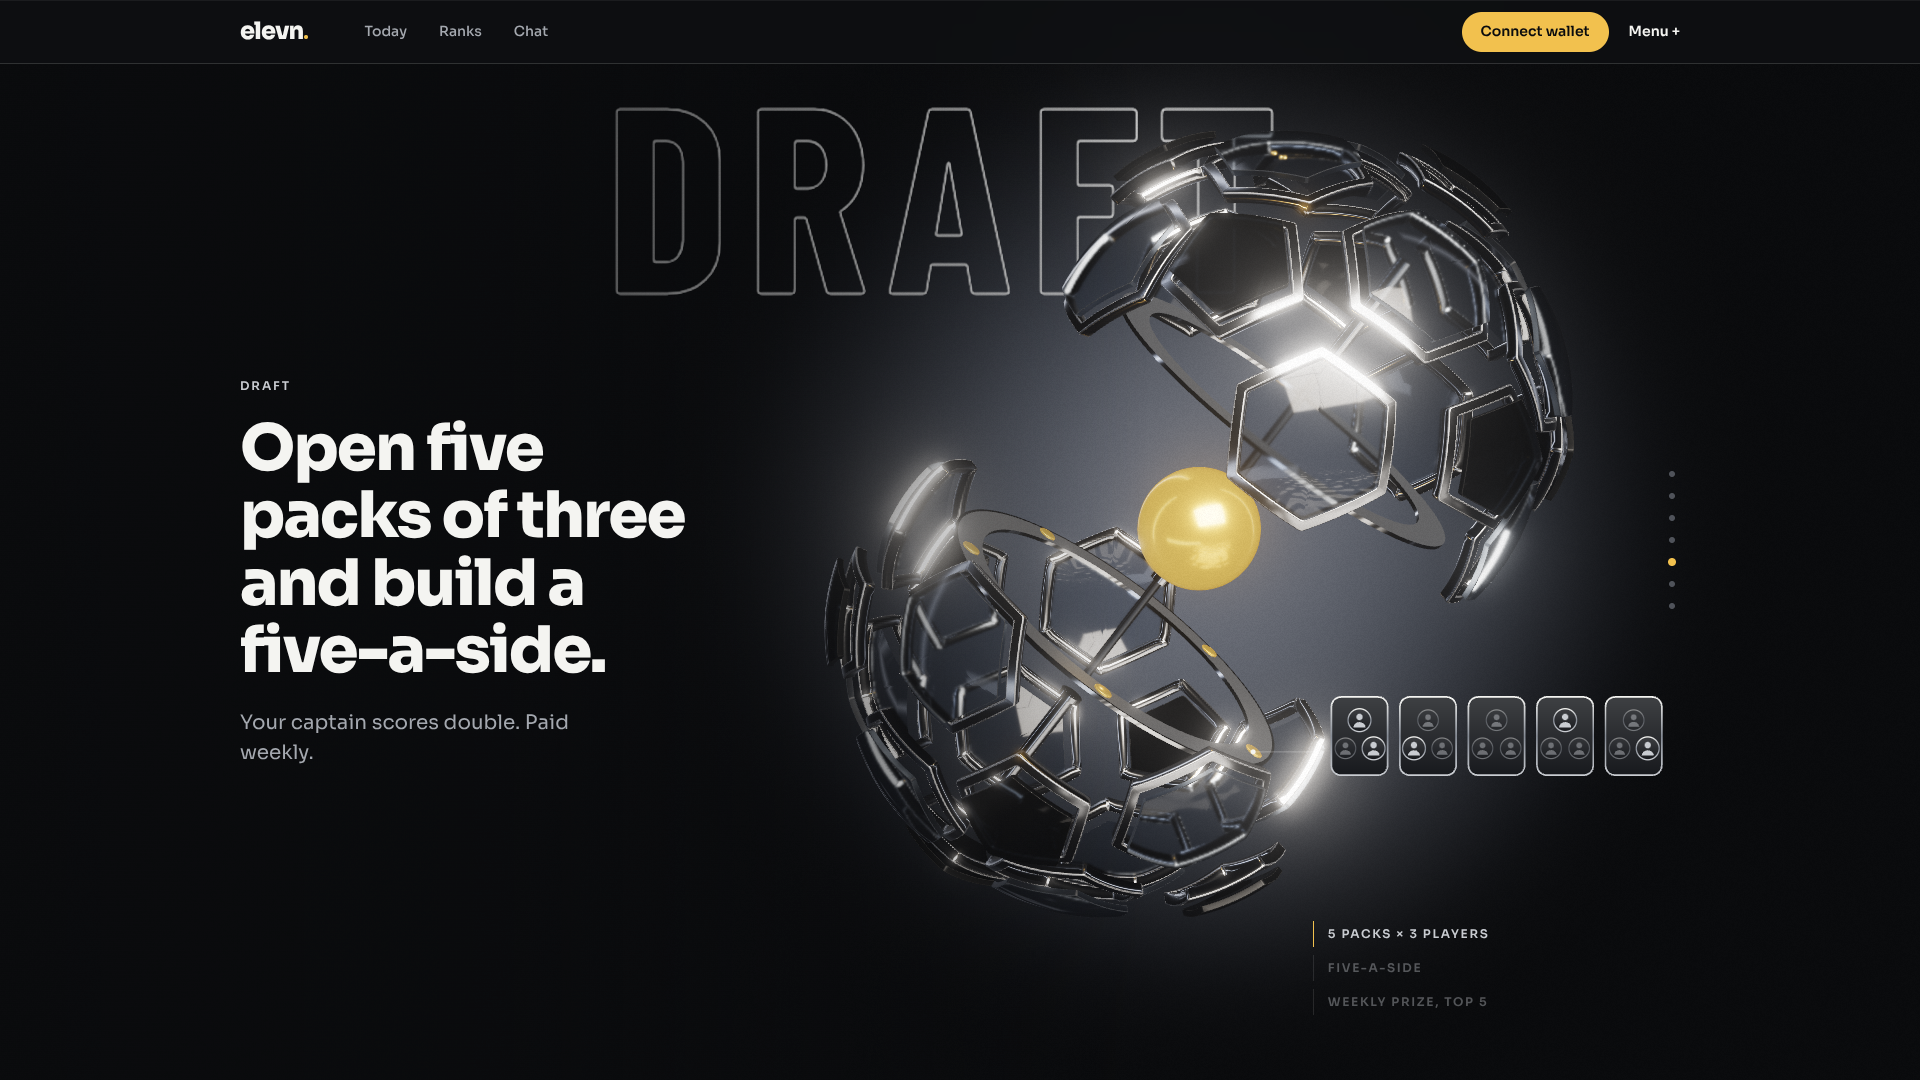 elevn.
Today
Ranks
Chat
Connect wallet
Menu +
DRAFT
DRAFT
Open five
packs of three
and build a
five-a-side.
Your captain scores double. Paid
weekly.
5 PACKS × 3 PLAYERS
FIVE-A-SIDE
WEEKLY PRIZE, TOP 5